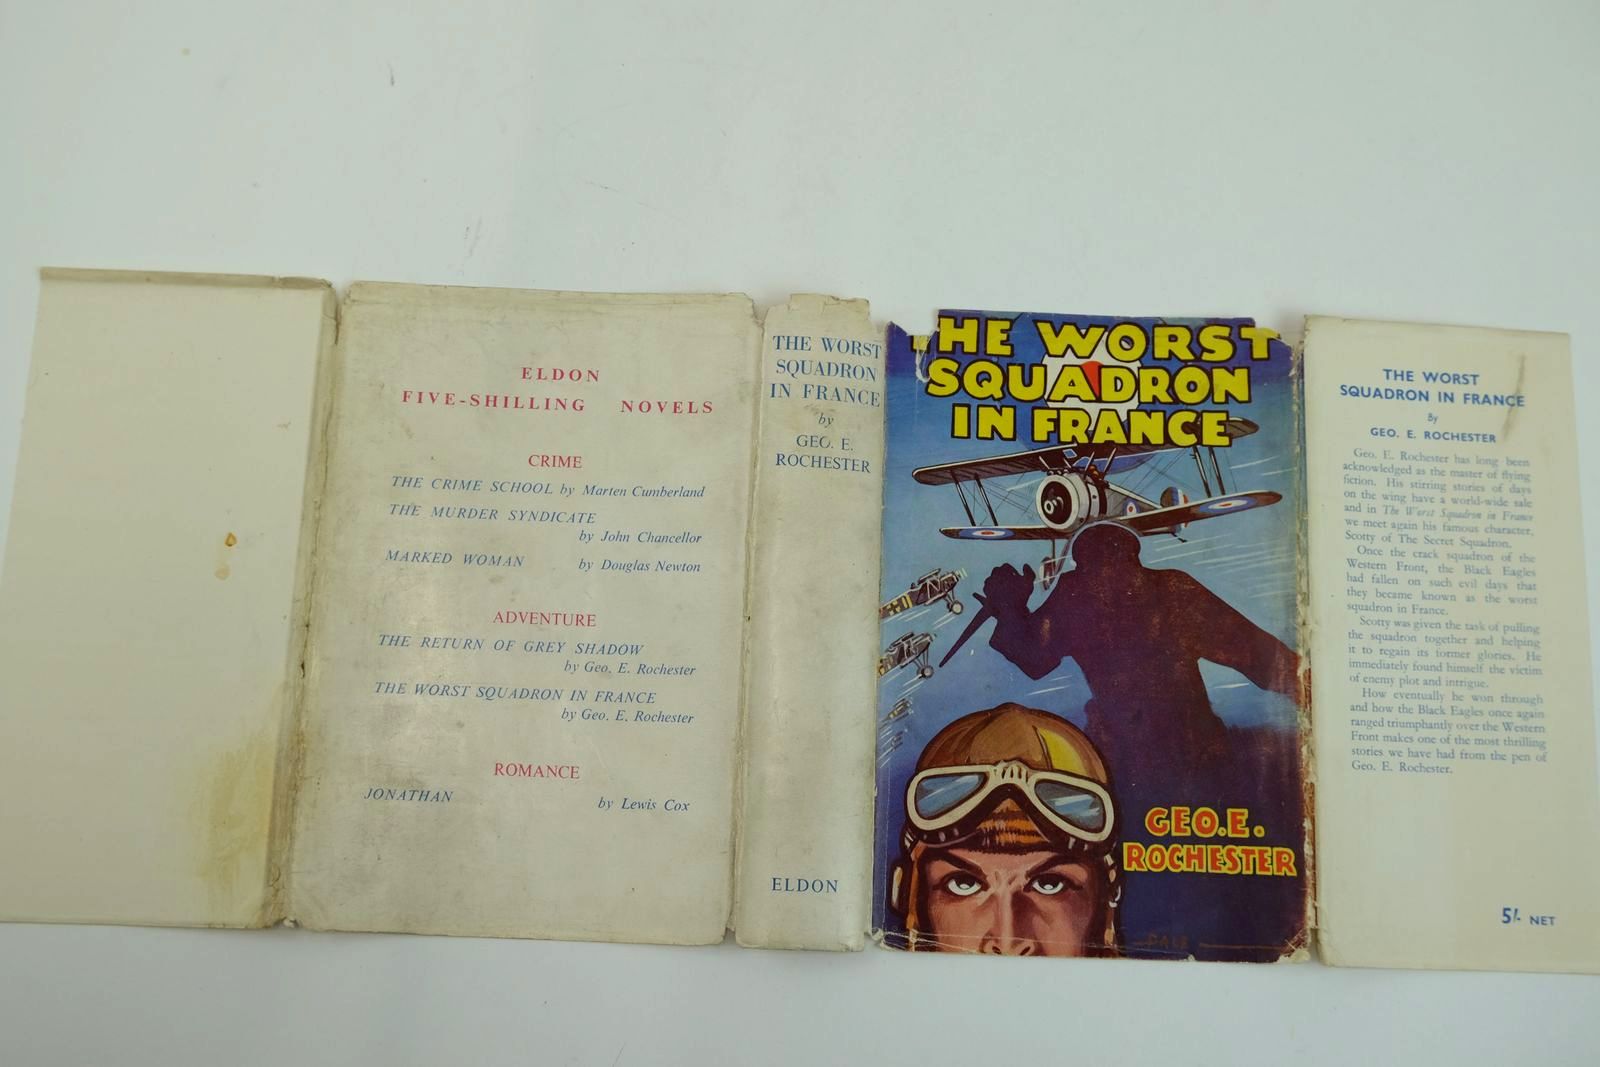 ELDON
FIVE-SHILLING NOVELS
CRIME
THE CRIME SCHOOL by Marten Cumberland
THE MURDER SYNDICATE
by John Chancellor
MARKED WOMAN by Douglas Newton
ADVENTURE
THE RETURN OF GREY SHADOW
by Geo. E. Rochester
THE WORST SQUADRON IN FRANCE
by Geo. E. Rochester
ROMANCE
JONATHAN by Lewis Cox
THE WORST
SQUADRON
IN FRANCE
by
GEO. E.
ROCHESTER
ELDON
HE WORST
SQUADRON
IN FRANCE
GEO. E.
ROCHESTER
DALE
THE WORST
SQUADRON IN FRANCE
By
GEO. E. ROCHESTER
Geo. E. Rochester has long been
acknowledged as the master of flying
fiction. His stirring stories of days
on the wing have a world-wide sale
and in The Worst Squadron in France
we meet again his famous character,
Scotty of The Secret Squadron.
Once the crack squadron of the
Western Front, the Black Eagles
had fallen on such evil days that
they became known as the worst
squadron in France.
Scotty was given the task of pulling
the squadron together and helping
it to regain its former glories. He
immediately found himself the victim
of enemy plot and intrigue.
How eventually he won through
and how the Black Eagles once again
ranged triumphantly over the Western
Front makes one of the most thrilling
stories we have had from the pen of
Geo. E. Rochester.
5/- NET